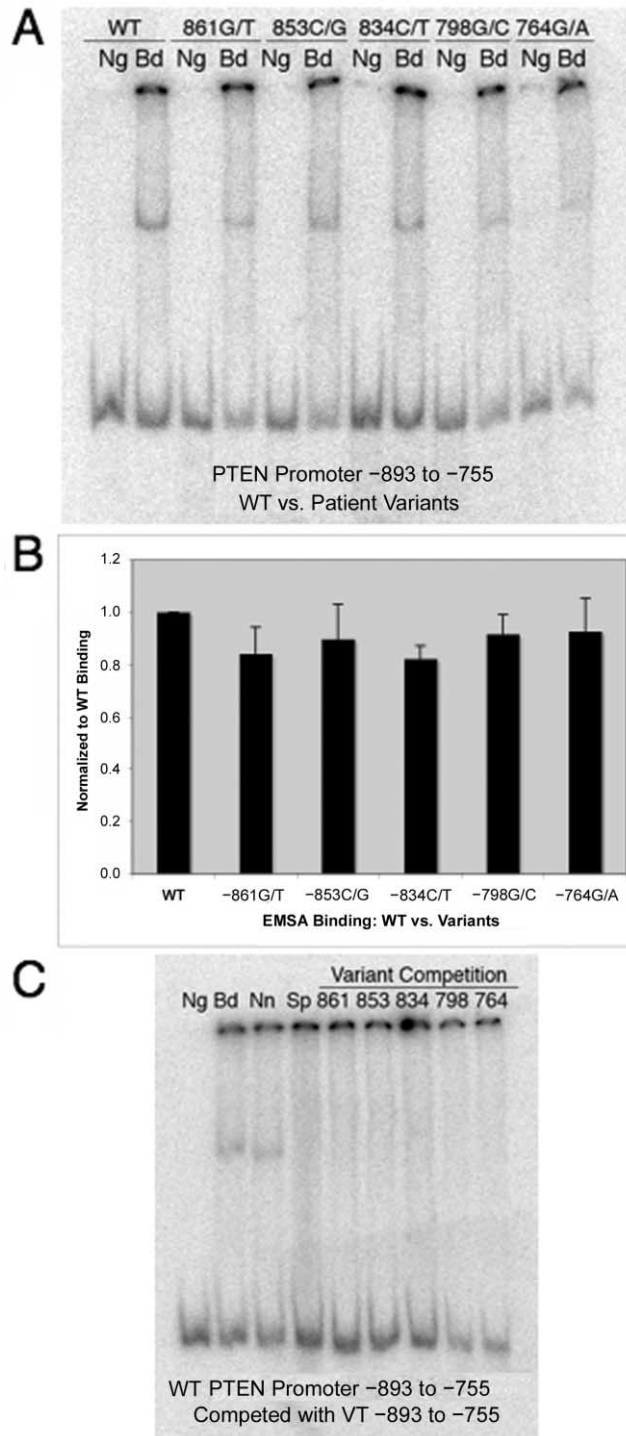 A
WT 861G/T 853C/G 834C/T 798G/C 764G/A
Ng Bd Ng Bd Ng Bd Ng Bd Ng Bd Ng Bd
PTEN Promoter −893 to −755
WT vs. Patient Variants
B
Normalized to WT Binding
1.2
1.0
0.8
0.6
0.4
0.2
0.0
WT −861G/T −853C/G −834C/T −798G/C −764G/A
EMSA Binding: WT vs. Variants
C
Variant Competition
Ng Bd Nn Sp 861 853 834 798 764
WT PTEN Promoter −893 to −755
Competed with VT −893 to −755